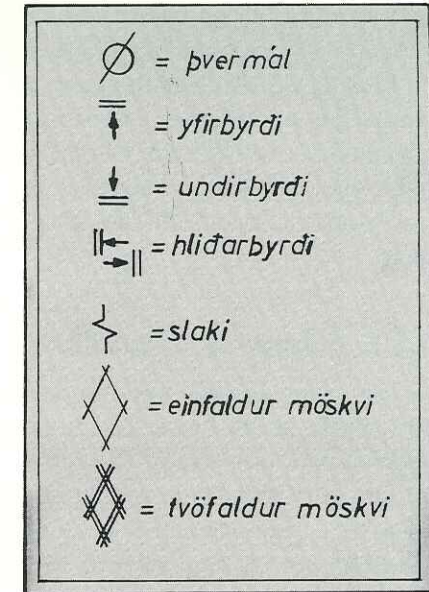 Ø = þvermál
= yfirbyrði
= undirbyrði
= hliðarbyrði
= slaki
= einfaldur möskvi
= tvöfaldur möskvi